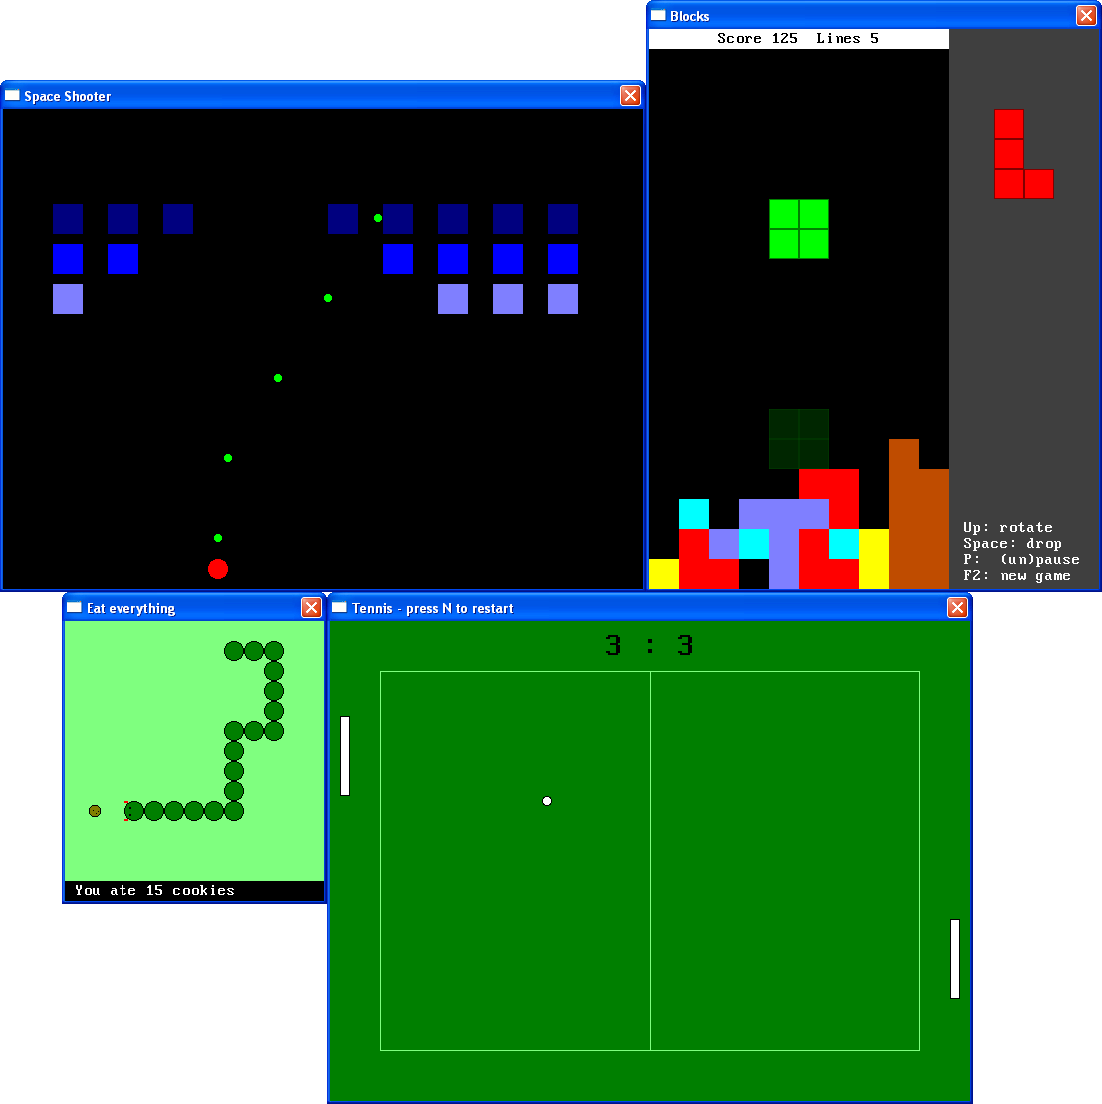 Blocks
Score 125  Lines 5
Space Shooter
Up: rotate
Space: drop
P:  (un)pause
F2: new game
Eat everything
You ate 15 cookies
Tennis - press N to restart
3 : 3